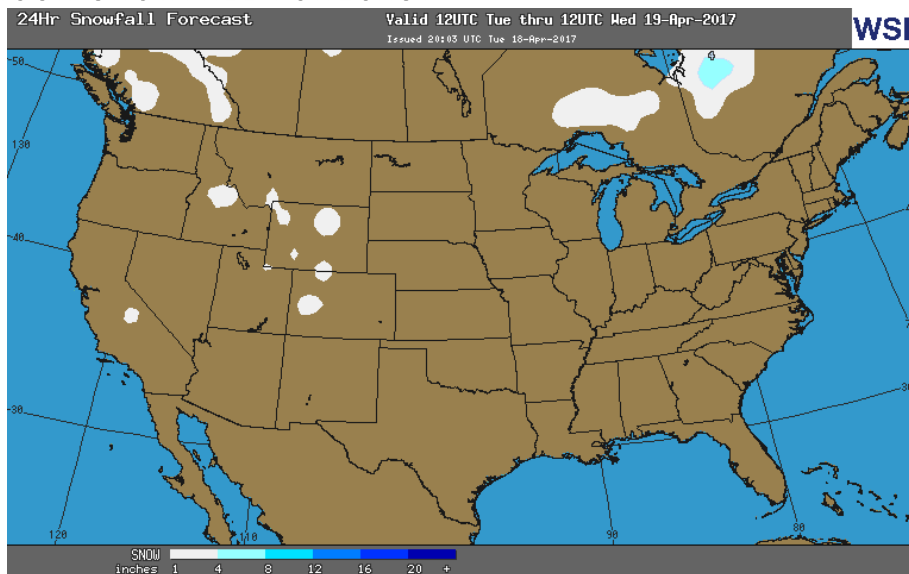 24Hr Snowfall Forecast
Valid 12UTC Tue thru 12UTC Wed 19-Apr-2017
Issued 20:03 UTC Tue 18-Apr-2017
WSI
4
50
130
40
30
120
110
90
80
SNOW
inches 1 4 8 12 16 20 +